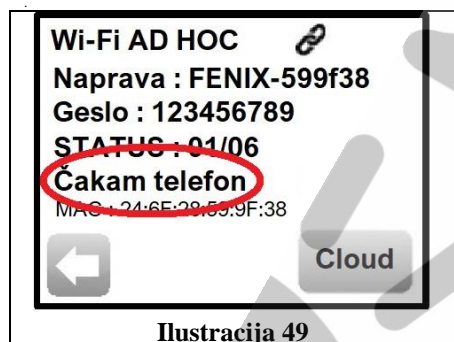 Wi-Fi AD HOC
Naprava : FENIX-599f38
Geslo : 123456789
STATUS : 01/06
Čakam telefon
MAC : 24:6F:28:59:9F:38
Cloud
Ilustracija 49